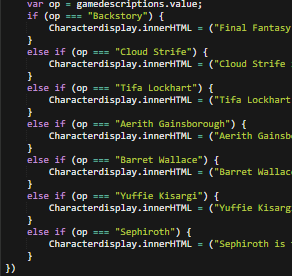 var op = gamedescriptions.value;
if (op === "Backstory") {
Characterdisplay.innerHTML = ("Final Fantasy
}
else if (op === "Cloud Strife") {
Characterdisplay.innerHTML = ("Cloud Strife
}
else if (op === "Tifa Lockhart") {
Characterdisplay.innerHTML = ("Tifa Lockhart
}
else if (op === "Aerith Gainsborough") {
Characterdisplay.innerHTML = ("Aerith Gainsb
}
else if (op === "Barret Wallace") {
Characterdisplay.innerHTML = ("Barret Wallac
}
else if (op === "Yuffie Kisargi") {
Characterdisplay.innerHTML = ("Yuffie Kisarg
}
else if (op === "Sephiroth") {
Characterdisplay.innerHTML = ("Sephiroth is
}
})